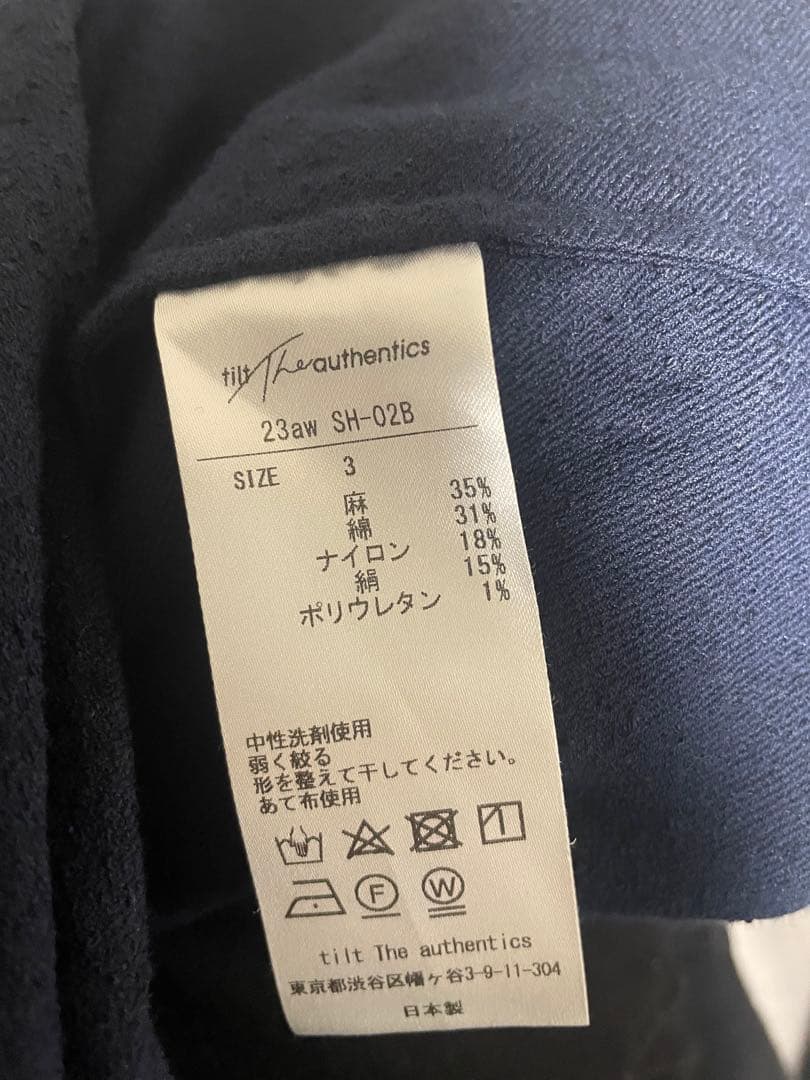 tilt The authentics
23aw SH-02B
SIZE 3
麻 35%
綿 31%
ナイロン 18%
絹 15%
ポリウレタン 1%
中性洗剤使用
弱く絞る
形を整えて干してください。
あて布使用
F W
tilt The authentics
東京都渋谷区幡ヶ谷3-9-11-304
日本製